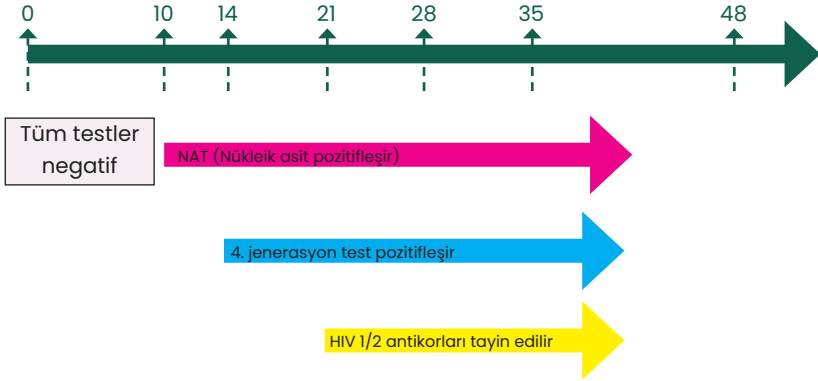 0 10 14 21 28 35 48
Tüm testler
negatif
NAT (Nükleik asit pozitifleşir)
4. jenerasyon test pozitifleşir
HIV 1/2 antikorları tayin edilir